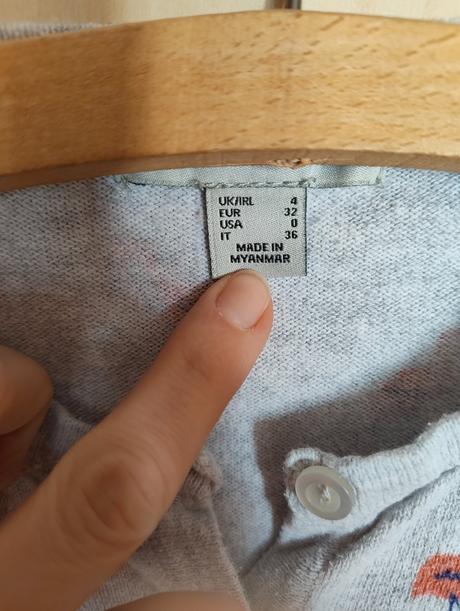 UK/IRL 4
EUR 32
USA 0
IT 36
MADE IN
MYANMAR